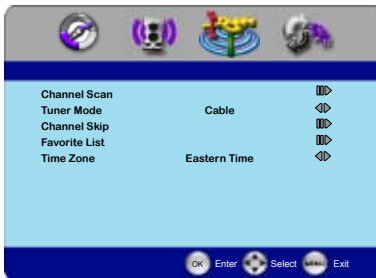 Channel Scan
Tuner Mode Cable
Channel Skip
Favorite List
Time Zone Eastern Time
OK Enter Select MENU Exit